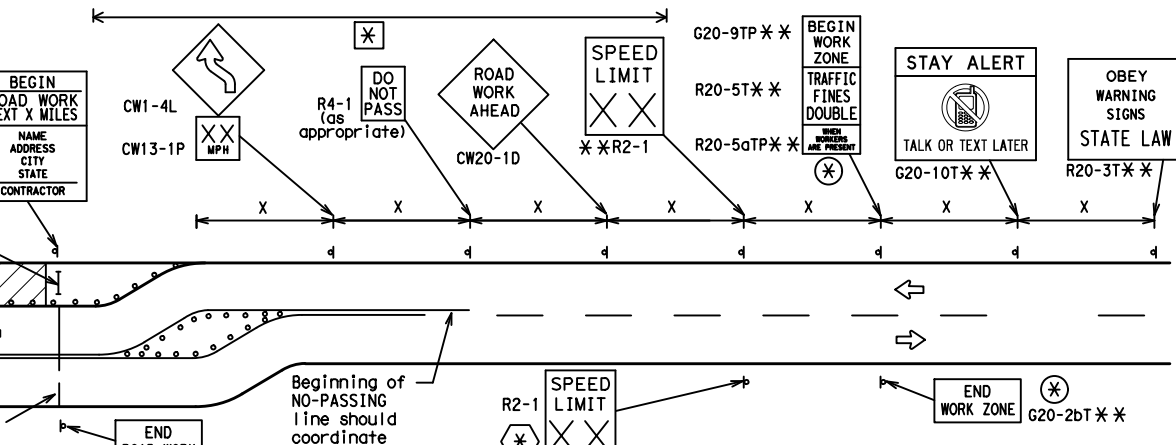 BEGIN
ROAD WORK
NEXT X MILES
NAME
ADDRESS
CITY
STATE
CONTRACTOR
CW1-4L
CW13-1P
XX
MPH
*
R4-1
(as
appropriate)
DO
NOT
PASS
ROAD
WORK
AHEAD
CW20-1D
SPEED
LIMIT
X X
**R2-1
G20-9TP**
R20-5T**
R20-5aTP**
BEGIN
WORK
ZONE
TRAFFIC
FINES
DOUBLE
WHEN
WORKERS
ARE PRESENT
*
STAY ALERT
TALK OR TEXT LATER
G20-10T**
OBEY
WARNING
SIGNS
STATE LAW
R20-3T**
X X X X X X X
Beginning of
NO-PASSING
line should
coordinate
R2-1
*
SPEED
LIMIT
X X
END
WORK ZONE
*
G20-2bT**
END